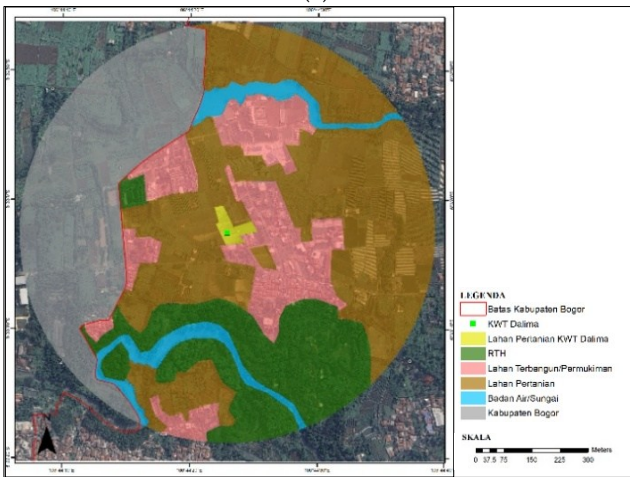 LEGENDA
Batas Kabupaten Bogor
KWT Dalima
Lahan Pertanian KWT Dalima
RTH
Lahan Terbangun/Permukiman
Lahan Pertanian
Badan Air/Sungai
Kabupaten Bogor
SKALA
Meters
0 37.5 75 150 225 300